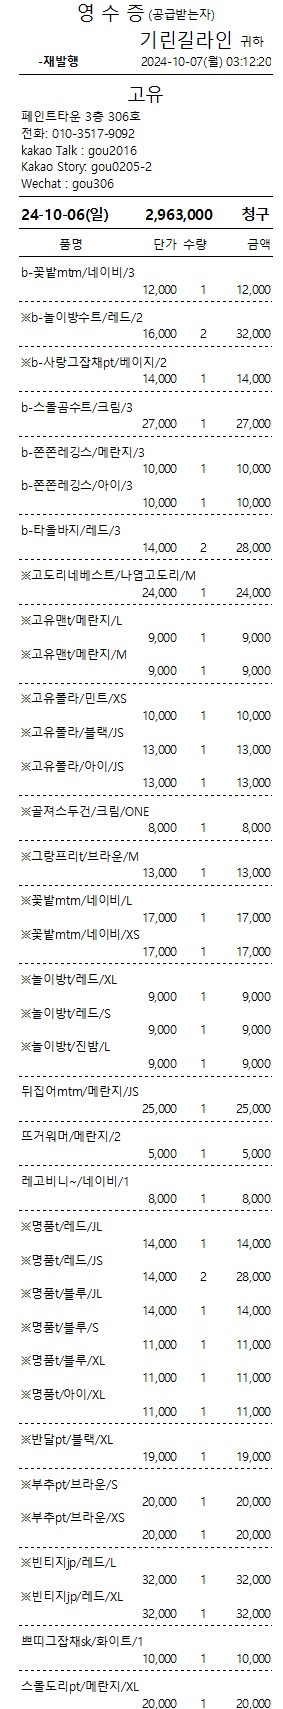 영 수 증 (공급받는자)
기린길라인 귀하
-재발행 2024-10-07(월) 03:12:20
고유
페인트타운 3층 306호
전화: 010-3517-9092
kakao Talk : gou2016
Kakao Story: gou0205-2
Wechat : gou306
24-10-06(일) 2,963,000 청구
품명 단가 수량 금액
b-꽃밭mtm/네이비/3
12,000 1 12,000
※b-놀이방수트/레드/2
16,000 2 32,000
※b-사랑그잡채pt/베이지/2
14,000 1 14,000
b-스몰곰수트/크림/3
27,000 1 27,000
b-쫀쫀레깅스/메란지/3
10,000 1 10,000
b-쫀쫀레깅스/아이/3
10,000 1 10,000
b-타올바지/레드/3
14,000 2 28,000
※고도리네베스트/나염고도리/M
24,000 1 24,000
※고유맨t/메란지/L
9,000 1 9,000
※고유맨t/메란지/M
9,000 1 9,000
※고유폴라/민트/XS
10,000 1 10,000
※고유폴라/블랙/JS
13,000 1 13,000
※고유폴라/아이/JS
13,000 1 13,000
※골져스두건/크림/ONE
8,000 1 8,000
※그랑프리t/브라운/M
13,000 1 13,000
※꽃밭mtm/네이비/L
17,000 1 17,000
※꽃밭mtm/네이비/XS
17,000 1 17,000
※놀이방t/레드/XL
9,000 1 9,000
※놀이방t/레드/S
9,000 1 9,000
※놀이방t/진밤/L
9,000 1 9,000
뒤집어mtm/메란지/JS
25,000 1 25,000
뜨거워머/메란지/2
5,000 1 5,000
레고비니~/네이비/1
8,000 1 8,000
※명품t/레드/JL
14,000 1 14,000
※명품t/레드/JS
14,000 2 28,000
※명품t/블루/JL
14,000 1 14,000
※명품t/블루/S
11,000 1 11,000
※명품t/블루/XL
11,000 1 11,000
※명품t/아이/XL
11,000 1 11,000
※반달pt/블랙/XL
19,000 1 19,000
※부추pt/브라운/S
20,000 1 20,000
※부추pt/브라운/XS
20,000 1 20,000
※빈티지jp/레드/L
32,000 1 32,000
※빈티지jp/레드/XL
32,000 1 32,000
쁘띠그잡채sk/화이트/1
10,000 1 10,000
스몰도리pt/메란지/XL
20,000 1 20,000